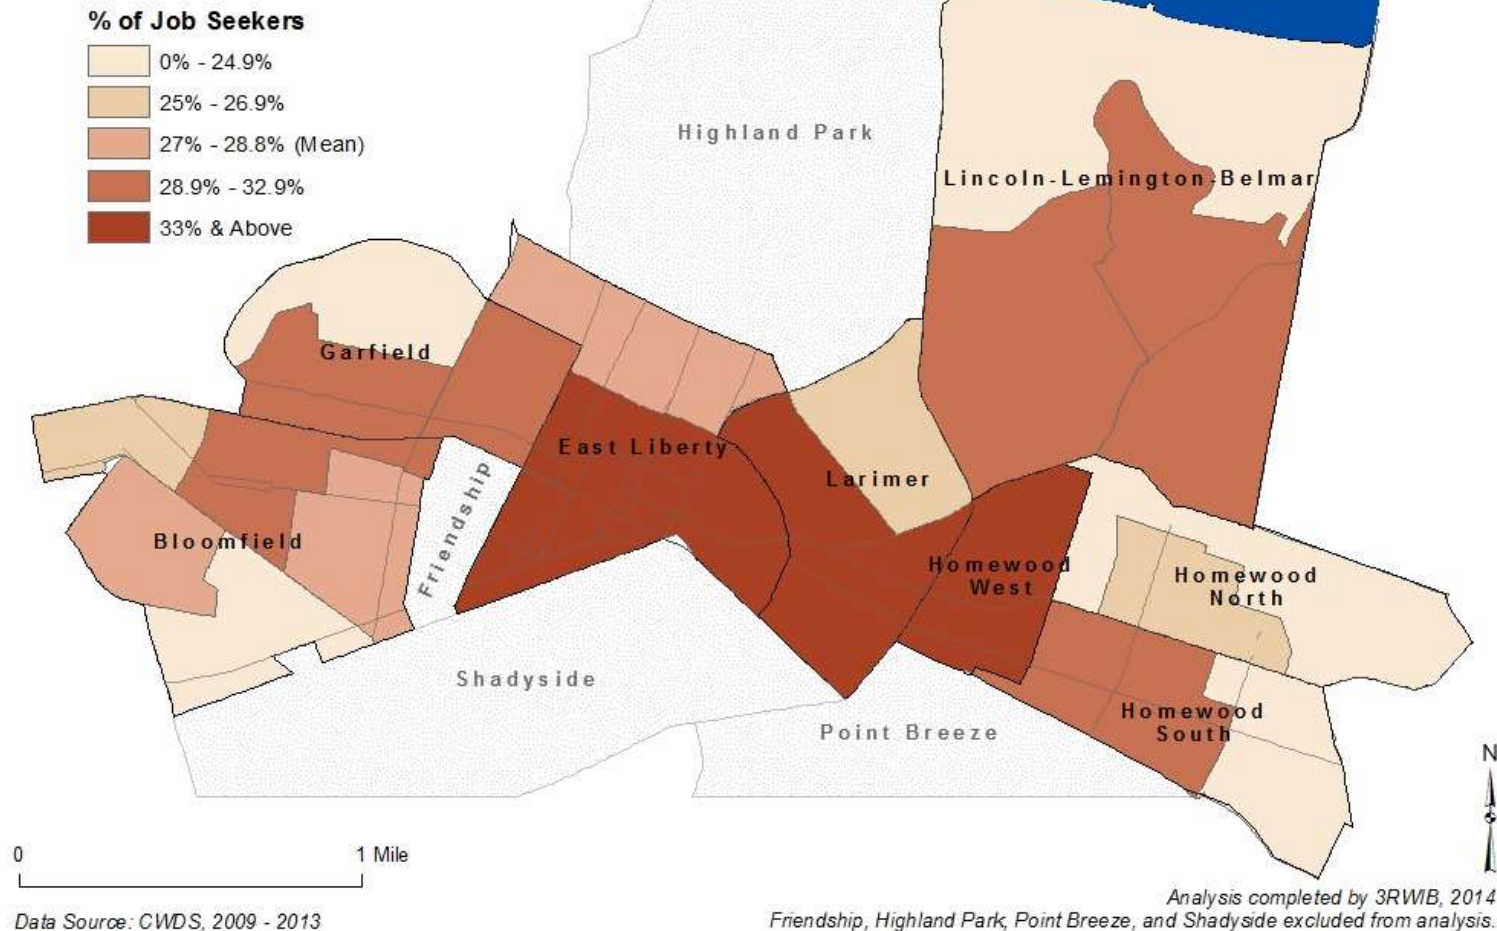 % of Job Seekers
0% - 24.9%
25% - 26.9%
27% - 28.8% (Mean)
28.9% - 32.9%
33% & Above
Highland Park
Lincoln-Lemington-Belmar
Garfield
East Liberty
Larimer
Friendship
Bloomfield
Homewood
West
Homewood
North
Shadyside
Homewood
South
Point Breeze
N
0
1 Mile
Analysis completed by 3RWIB, 2014
Data Source: CWDS, 2009 - 2013
Friendship, Highland Park, Point Breeze, and Shadyside excluded from analysis.